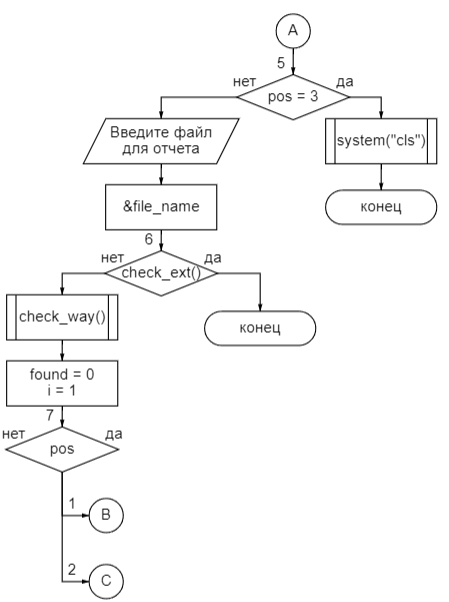 A
5
нет
да
pos = 3
Введите файл
для отчета
system("cls")
&file_name
конец
6
нет
да
check_ext()
check_way()
конец
found = 0
i = 1
7
нет
да
pos
1
B
2
C